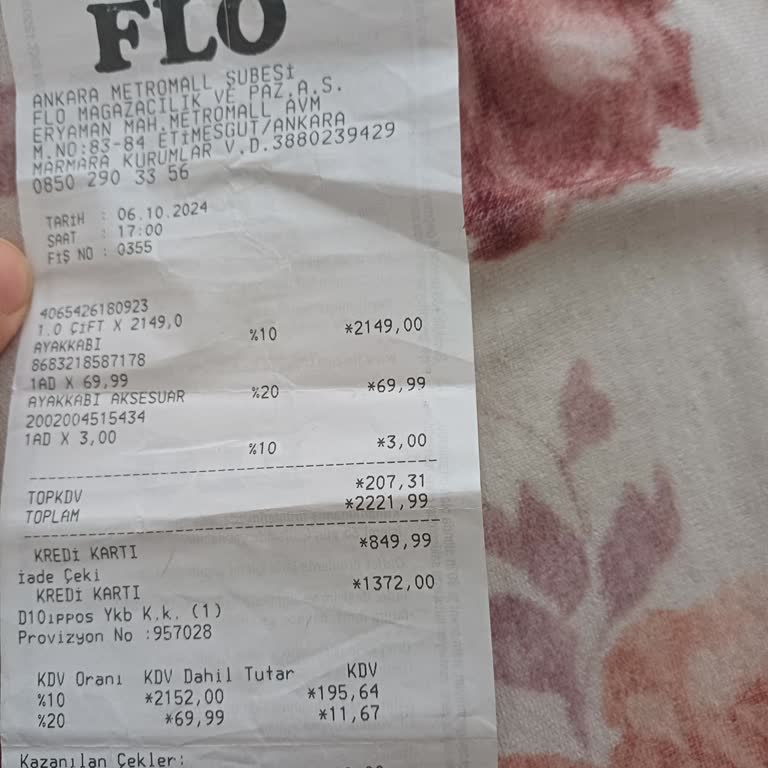 FLO
ANKARA METROMALL ŞUBESİ
FLO MAGAZACILIK VE PAZ.A.S.
ERYAMAN MAH.METROMALL AVM
M.NO:83-84 ETİMESGUT/ANKARA
MARMARA KURUMLAR V.D.3880239429
0850 290 33 56
TARİH : 06.10.2024
SAAT : 17:00
FİŞ NO : 0355
4065426180923
1.0 ÇİFT X 2149,0
AYAKKABI %10 *2149,00
8683218587178
1AD X 69,99
AYAKKABI AKSESUAR %20 *69,99
2002004515434
1AD X 3,00
%10 *3,00
TOPKDV *207,31
TOPLAM *2221,99
KREDİ KARTI *849,99
İade Çeki
KREDİ KARTI *1372,00
D10ıppos Ykb K.k. (1)
Provizyon No :957028
KDV Oranı KDV Dahil Tutar KDV
%10 *2152,00 *195,64
%20 *69,99 *11,67
Kazanılan Çekler: